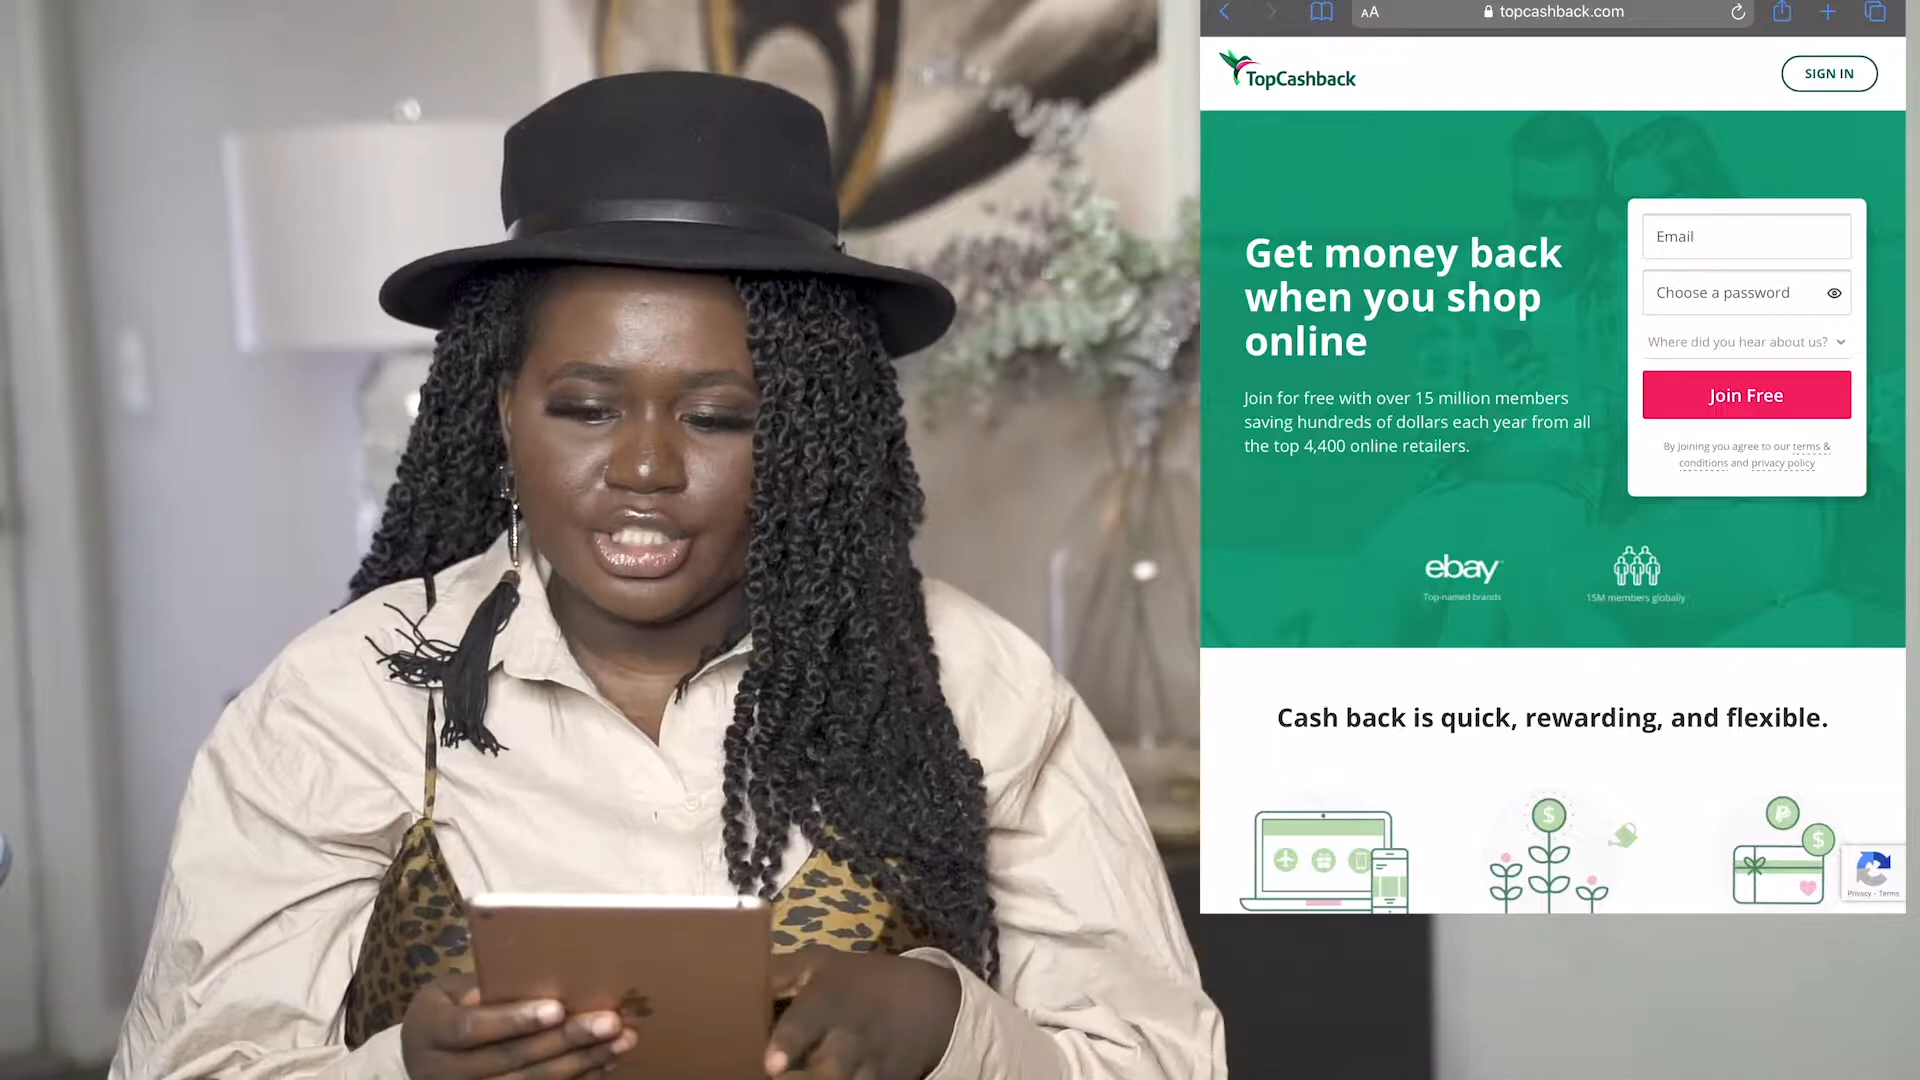 AA
topcashback.com
TopCashback
SIGN IN
Get money back
when you shop
online
Join for free with over 15 million members
saving hundreds of dollars each year from all
the top 4,400 online retailers.
Email
Choose a password
Where did you hear about us?
Join Free
By Joining you agree to our terms &
conditions and privacy policy
ebay
Top-named brands
15M members globally
Cash back is quick, rewarding, and flexible.
Privacy - Terms